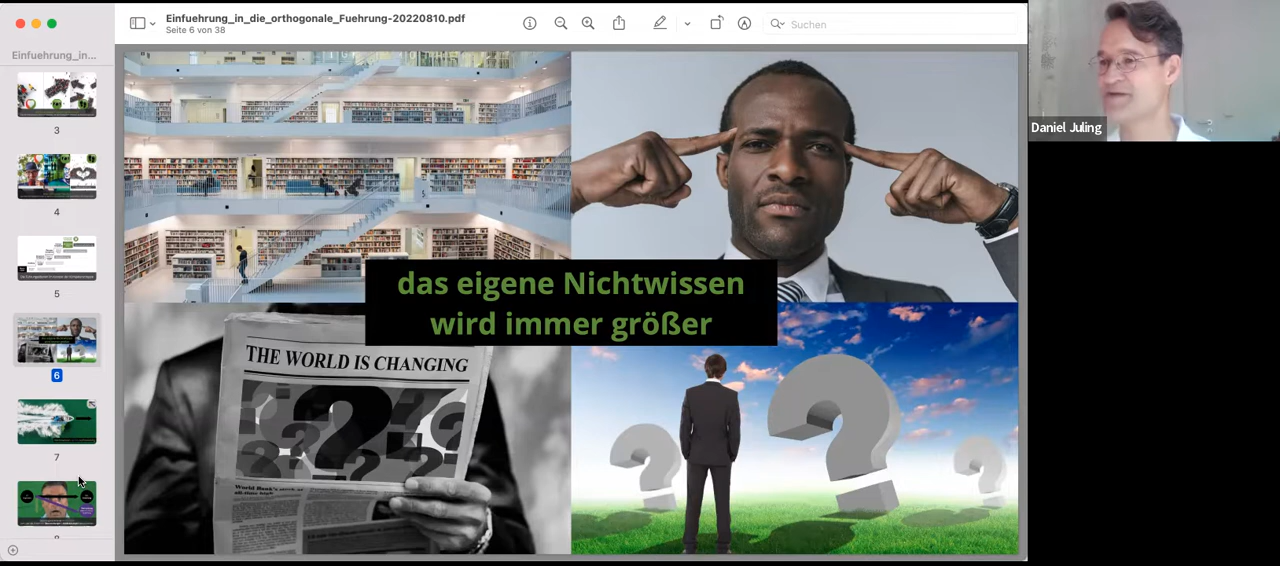 Einfuehrung_in_die_orthogonale_Fuehrung-20220810.pdf
Seite 6 von 38
Suchen
Einfuehrung_in...
3
4
5
6
7
das eigene Nichtwissen
wird immer größer
THE WORLD IS CHANGING
Daniel Juling